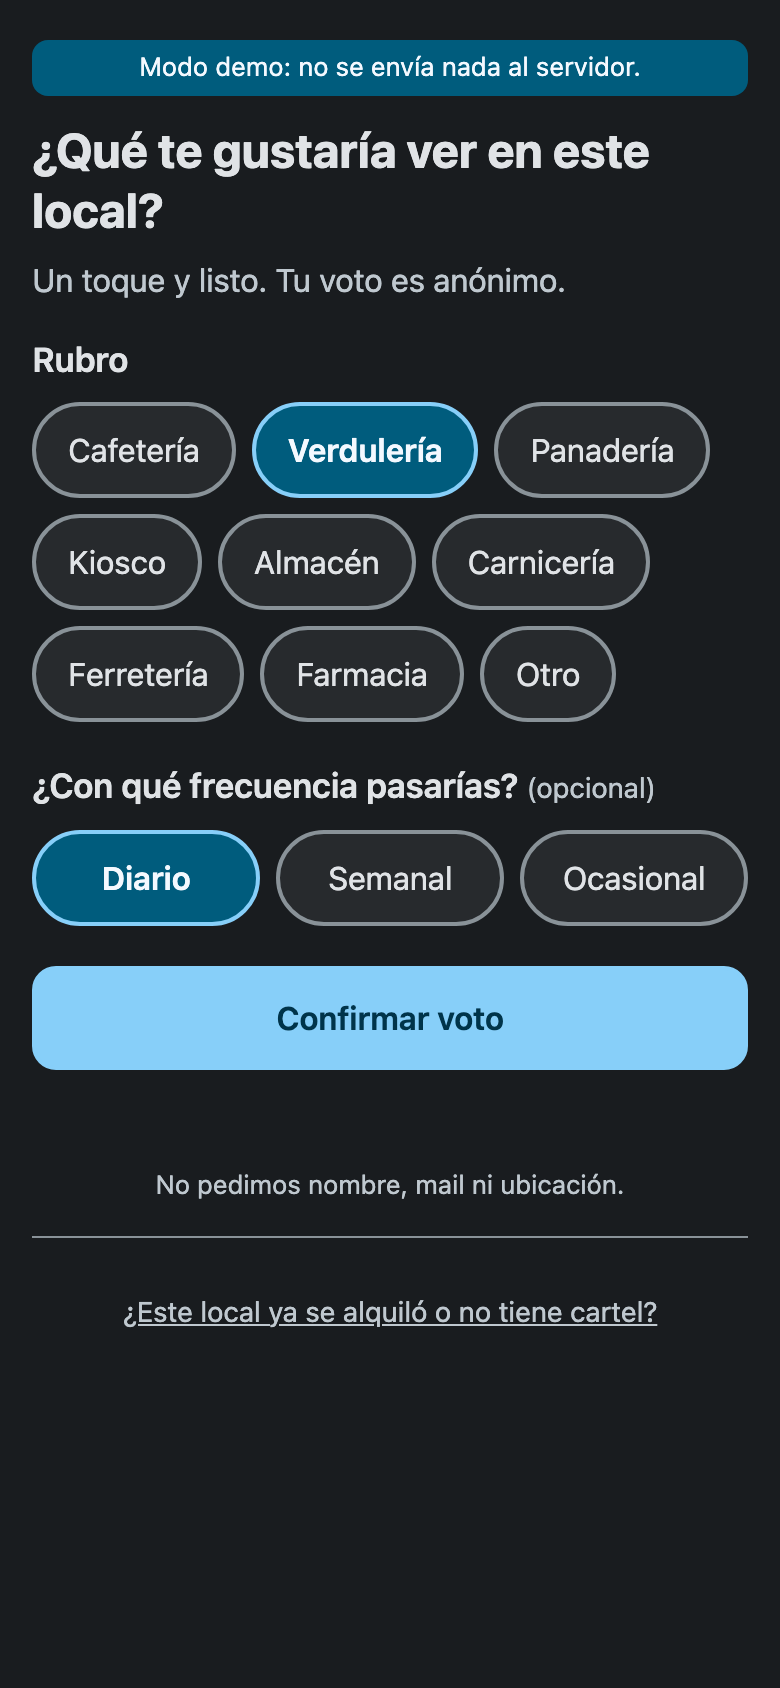 Modo demo: no se envía nada al servidor.
¿Qué te gustaría ver en este
local?
Un toque y listo. Tu voto es anónimo.
Rubro
Cafetería Verdulería Panadería
Kiosco Almacén Carnicería
Ferretería Farmacia Otro
¿Con qué frecuencia pasarías? (opcional)
Diario Semanal Ocasional
Confirmar voto
No pedimos nombre, mail ni ubicación.
¿Este local ya se alquiló o no tiene cartel?